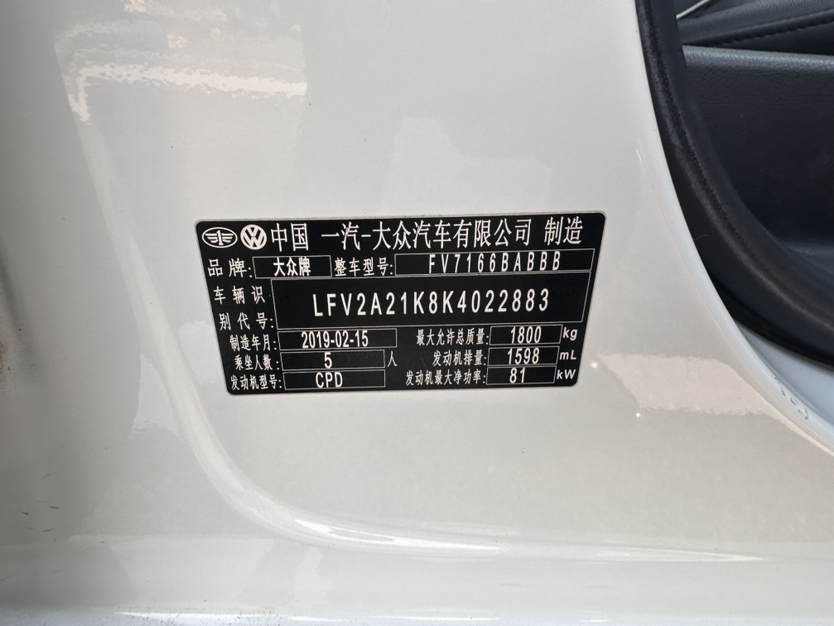 中国 一汽-大众汽车有限公司 制造
品牌: 大众牌 整车型号: FV7166BABBB
车辆识别代号: LFV2A21K8K4022883
制造年月: 2019-02-15 最大允许总质量: 1800 kg
乘坐人数: 5 人 发动机排量: 1598 mL
发动机型号: CPD 发动机最大净功率: 81 kW